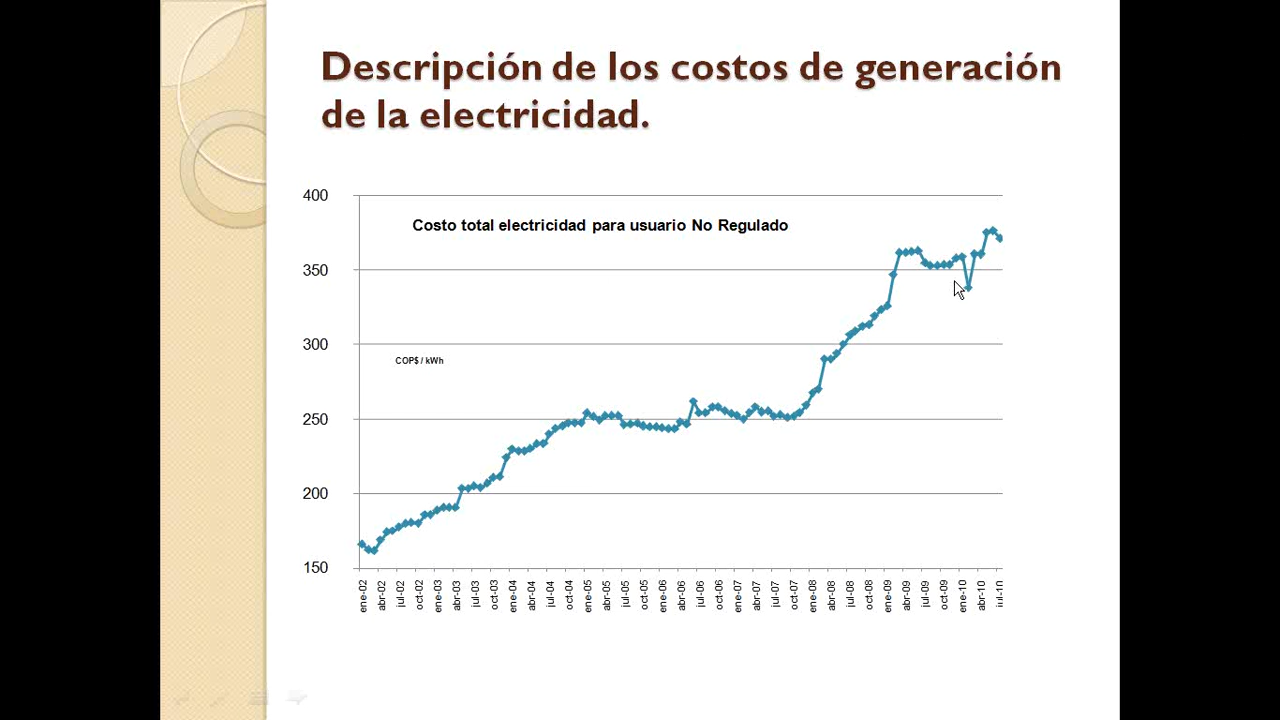 Descripción de los costos de generación
de la electricidad.
400
Costo total electricidad para usuario No Regulado
350
300
COP$ / kWh
250
200
150
ene-02
abr-02
jul-02
oct-02
ene-03
abr-03
jul-03
oct-03
ene-04
abr-04
jul-04
oct-04
ene-05
abr-05
jul-05
oct-05
ene-06
abr-06
jul-06
oct-06
ene-07
abr-07
jul-07
oct-07
ene-08
abr-08
jul-08
oct-08
ene-09
abr-09
jul-09
oct-09
ene-10
abr-10
jul-10